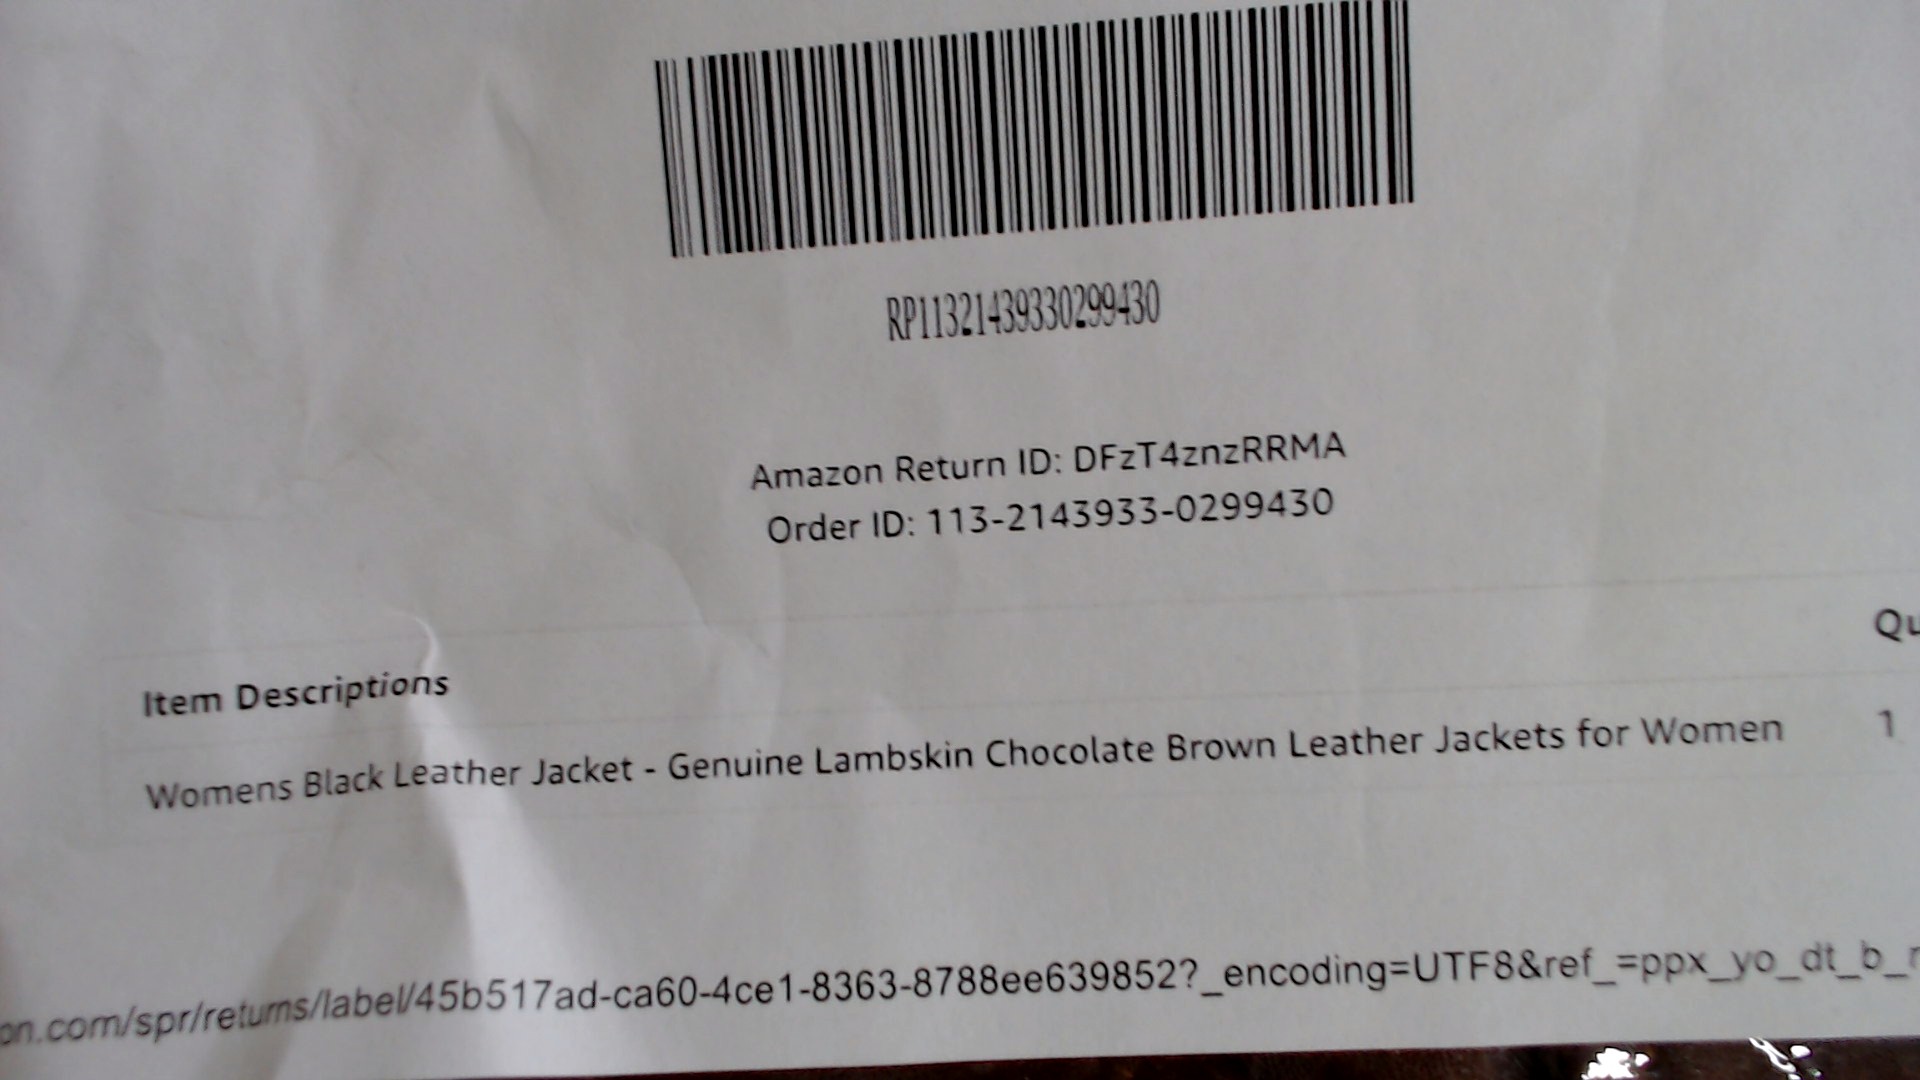 RP11321439330299430
Amazon Return ID: DFzT4znzRRMA
Order ID: 113-2143933-0299430
Item Descriptions Qu
Womens Black Leather Jacket - Genuine Lambskin Chocolate Brown Leather Jackets for Women 1
on.com/spr/returns/label/45b517ad-ca60-4ce1-8363-8788ee639852?_encoding=UTF8&ref_=ppx_yo_dt_b_r